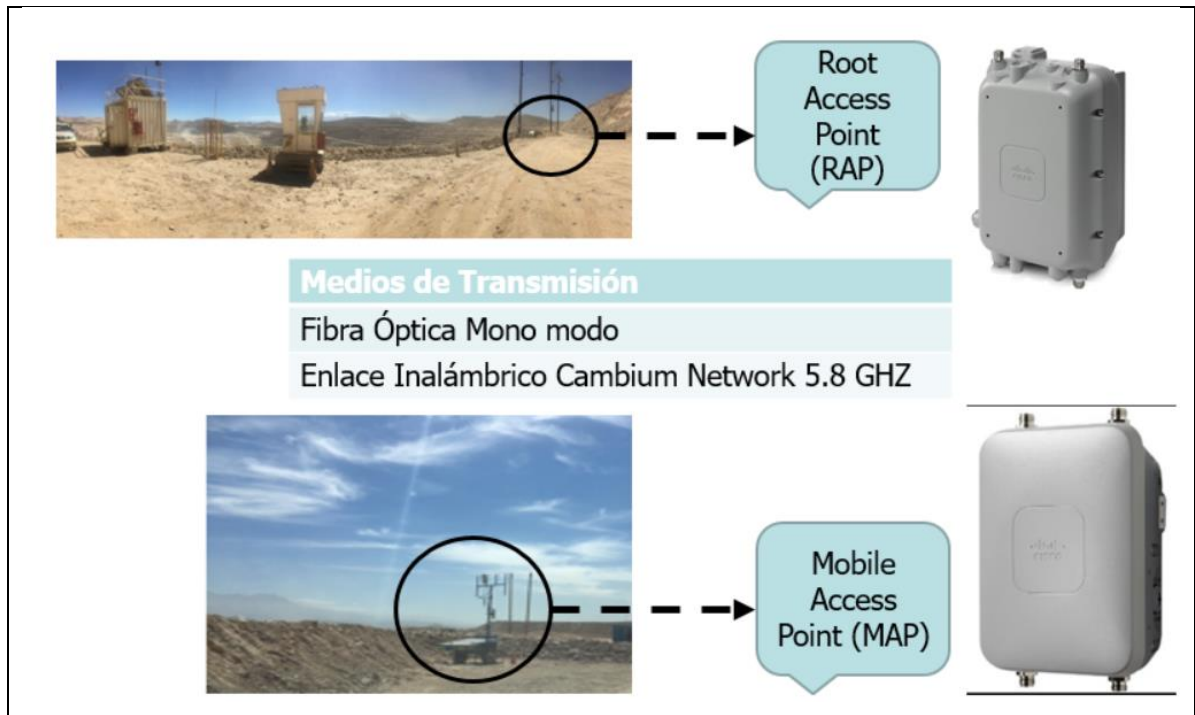 Root
Access
Point
(RAP)
Medios de Transmisión
Fibra Óptica Mono modo
Enlace Inalámbrico Cambium Network 5.8 GHZ
Mobile
Access
Point (MAP)